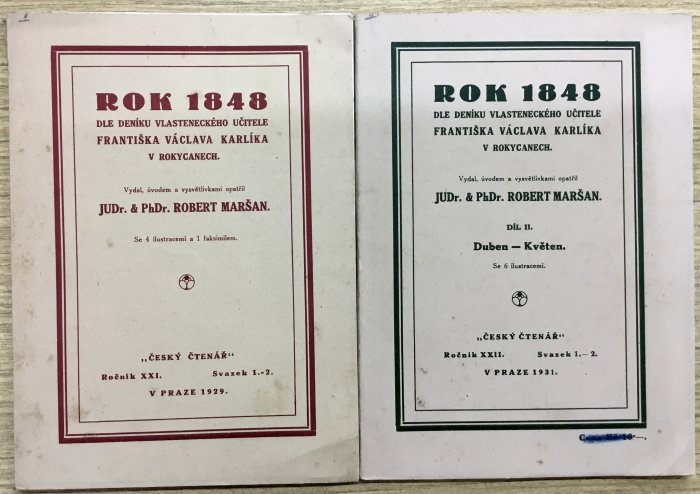 ROK 1848
DLE DENÍKU VLASTENECKÉHO UČITELE
FRANTIŠKA VÁCLAVA KARLÍKA
V ROKYCANECH.
Vydal, úvodem a vysvětlivkami opatřil
JUDr. & PhDr. ROBERT MARŠAN.
Se 4 ilustracemi a 1 faksimilem.
„ČESKÝ ČTENÁŘ"
Ročník XXI. Svazek 1.-2.
V PRAZE 1929.
ROK 1848
DLE DENÍKU VLASTENECKÉHO UČITELE
FRANTIŠKA VÁCLAVA KARLÍKA
V ROKYCANECH.
Vydal, úvodem a vysvětlivkami opatřil
JUDr. & PhDr. ROBERT MARŠAN.
DÍL II.
Duben — Květen.
Se 6 ilustracemi.
„ČESKÝ ČTENÁŘ"
Ročník XXII. Svazek 1.—2.
V PRAZE 1931.